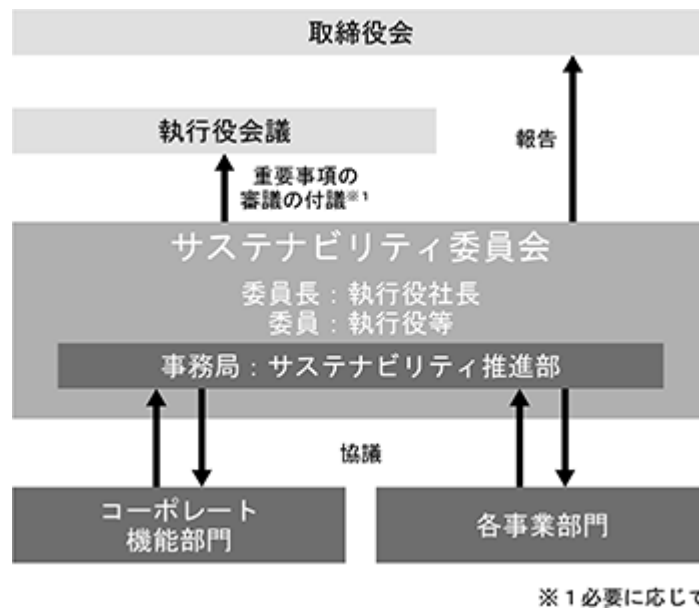 取締役会
執行役会議
報告
重要事項の
審議の付議※1
サステナビリティ委員会
委員長：執行役社長
委員：執行役等
事務局：サステナビリティ推進部
協議
コーポレート
機能部門
各事業部門
※1必要に応じて